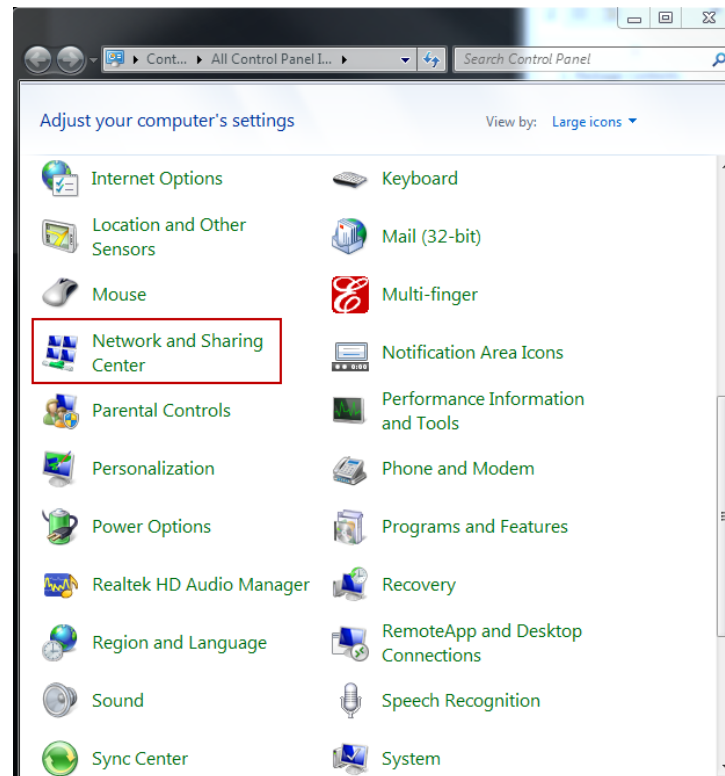 Cont... All Control Panel I... Search Control Panel
Adjust your computer's settings
View by: Large icons
Internet Options
Keyboard
Location and Other
Sensors
Mail (32-bit)
Mouse
Multi-finger
Network and Sharing
Center
Notification Area Icons
Parental Controls
Performance Information
and Tools
Personalization
Phone and Modem
Power Options
Programs and Features
Realtek HD Audio Manager
Recovery
Region and Language
RemoteApp and Desktop
Connections
Sound
Speech Recognition
Sync Center
System